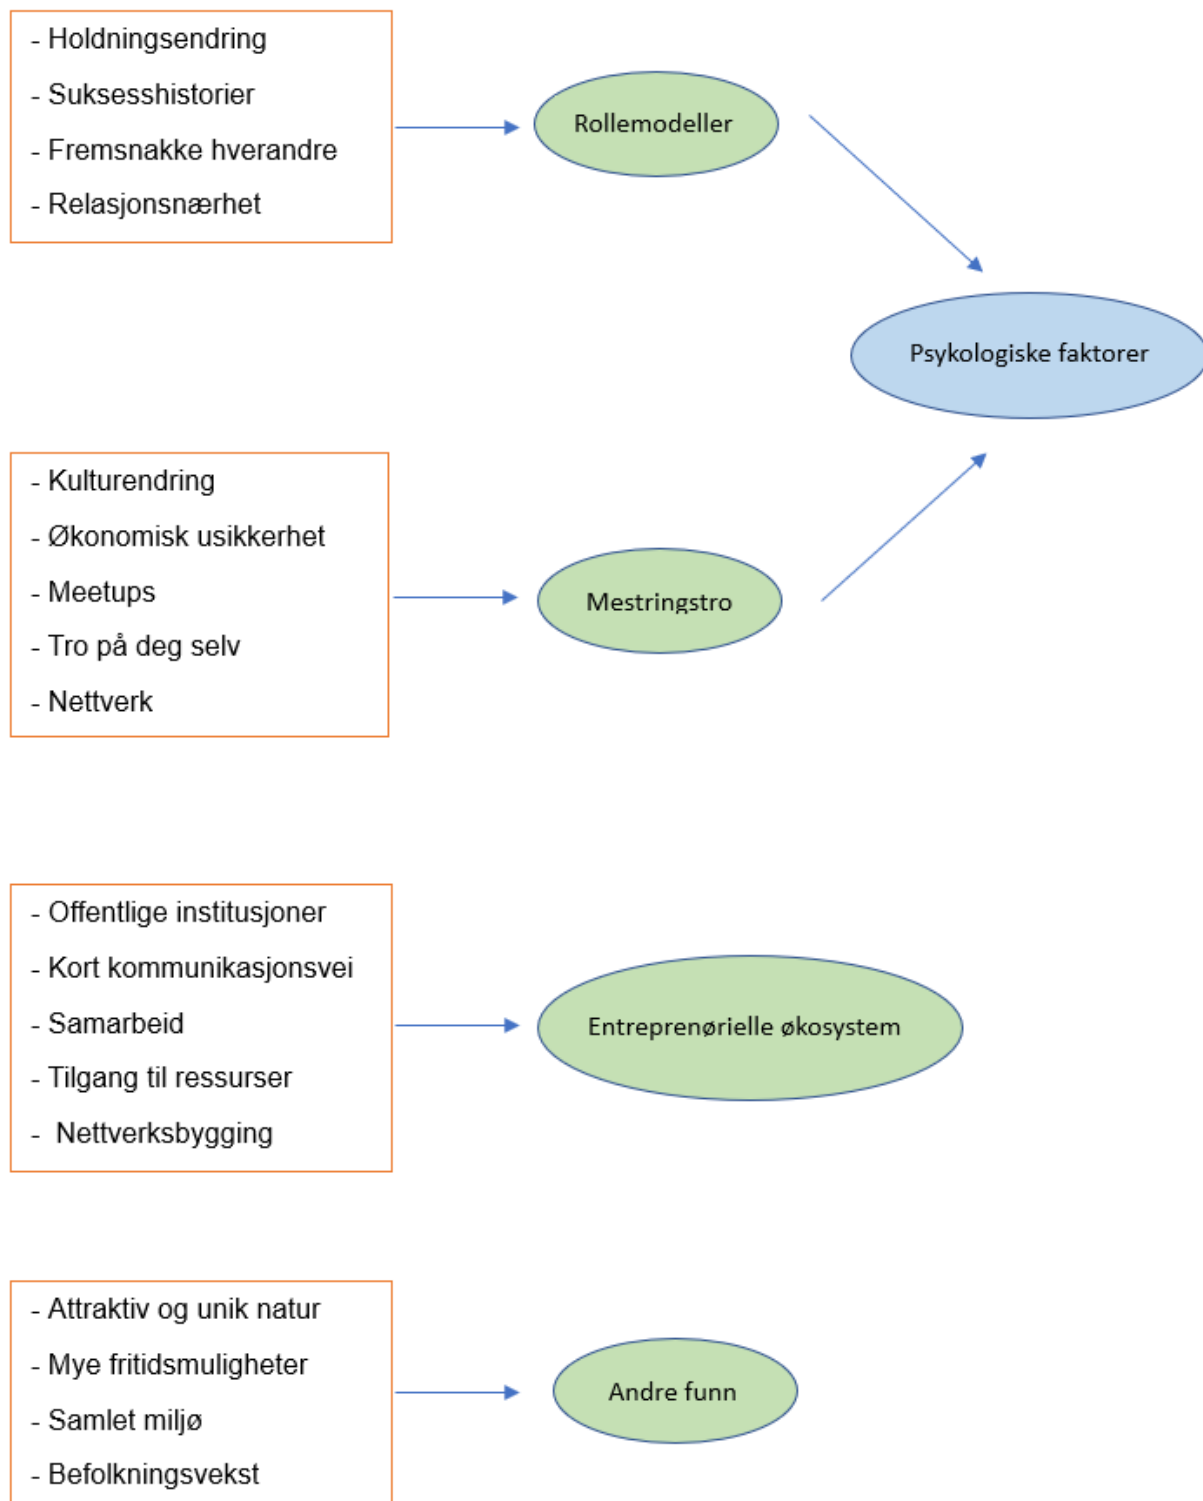 - Holdningsendring
- Suksesshistorier
- Fremsnakke hverandre
- Relasjonsnærhet
Rollemodeller
Psykologiske faktorer
- Kulturendring
- Økonomisk usikkerhet
- Meetups
- Tro på deg selv
- Nettverk
Mestringstro
- Offentlige institusjoner
- Kort kommunikasjonsvei
- Samarbeid
- Tilgang til ressurser
- Nettverksbygging
Entreprenørielle økosystem
- Attraktiv og unik natur
- Mye fritidsmuligheter
- Samlet miljø
- Befolkningsvekst
Andre funn